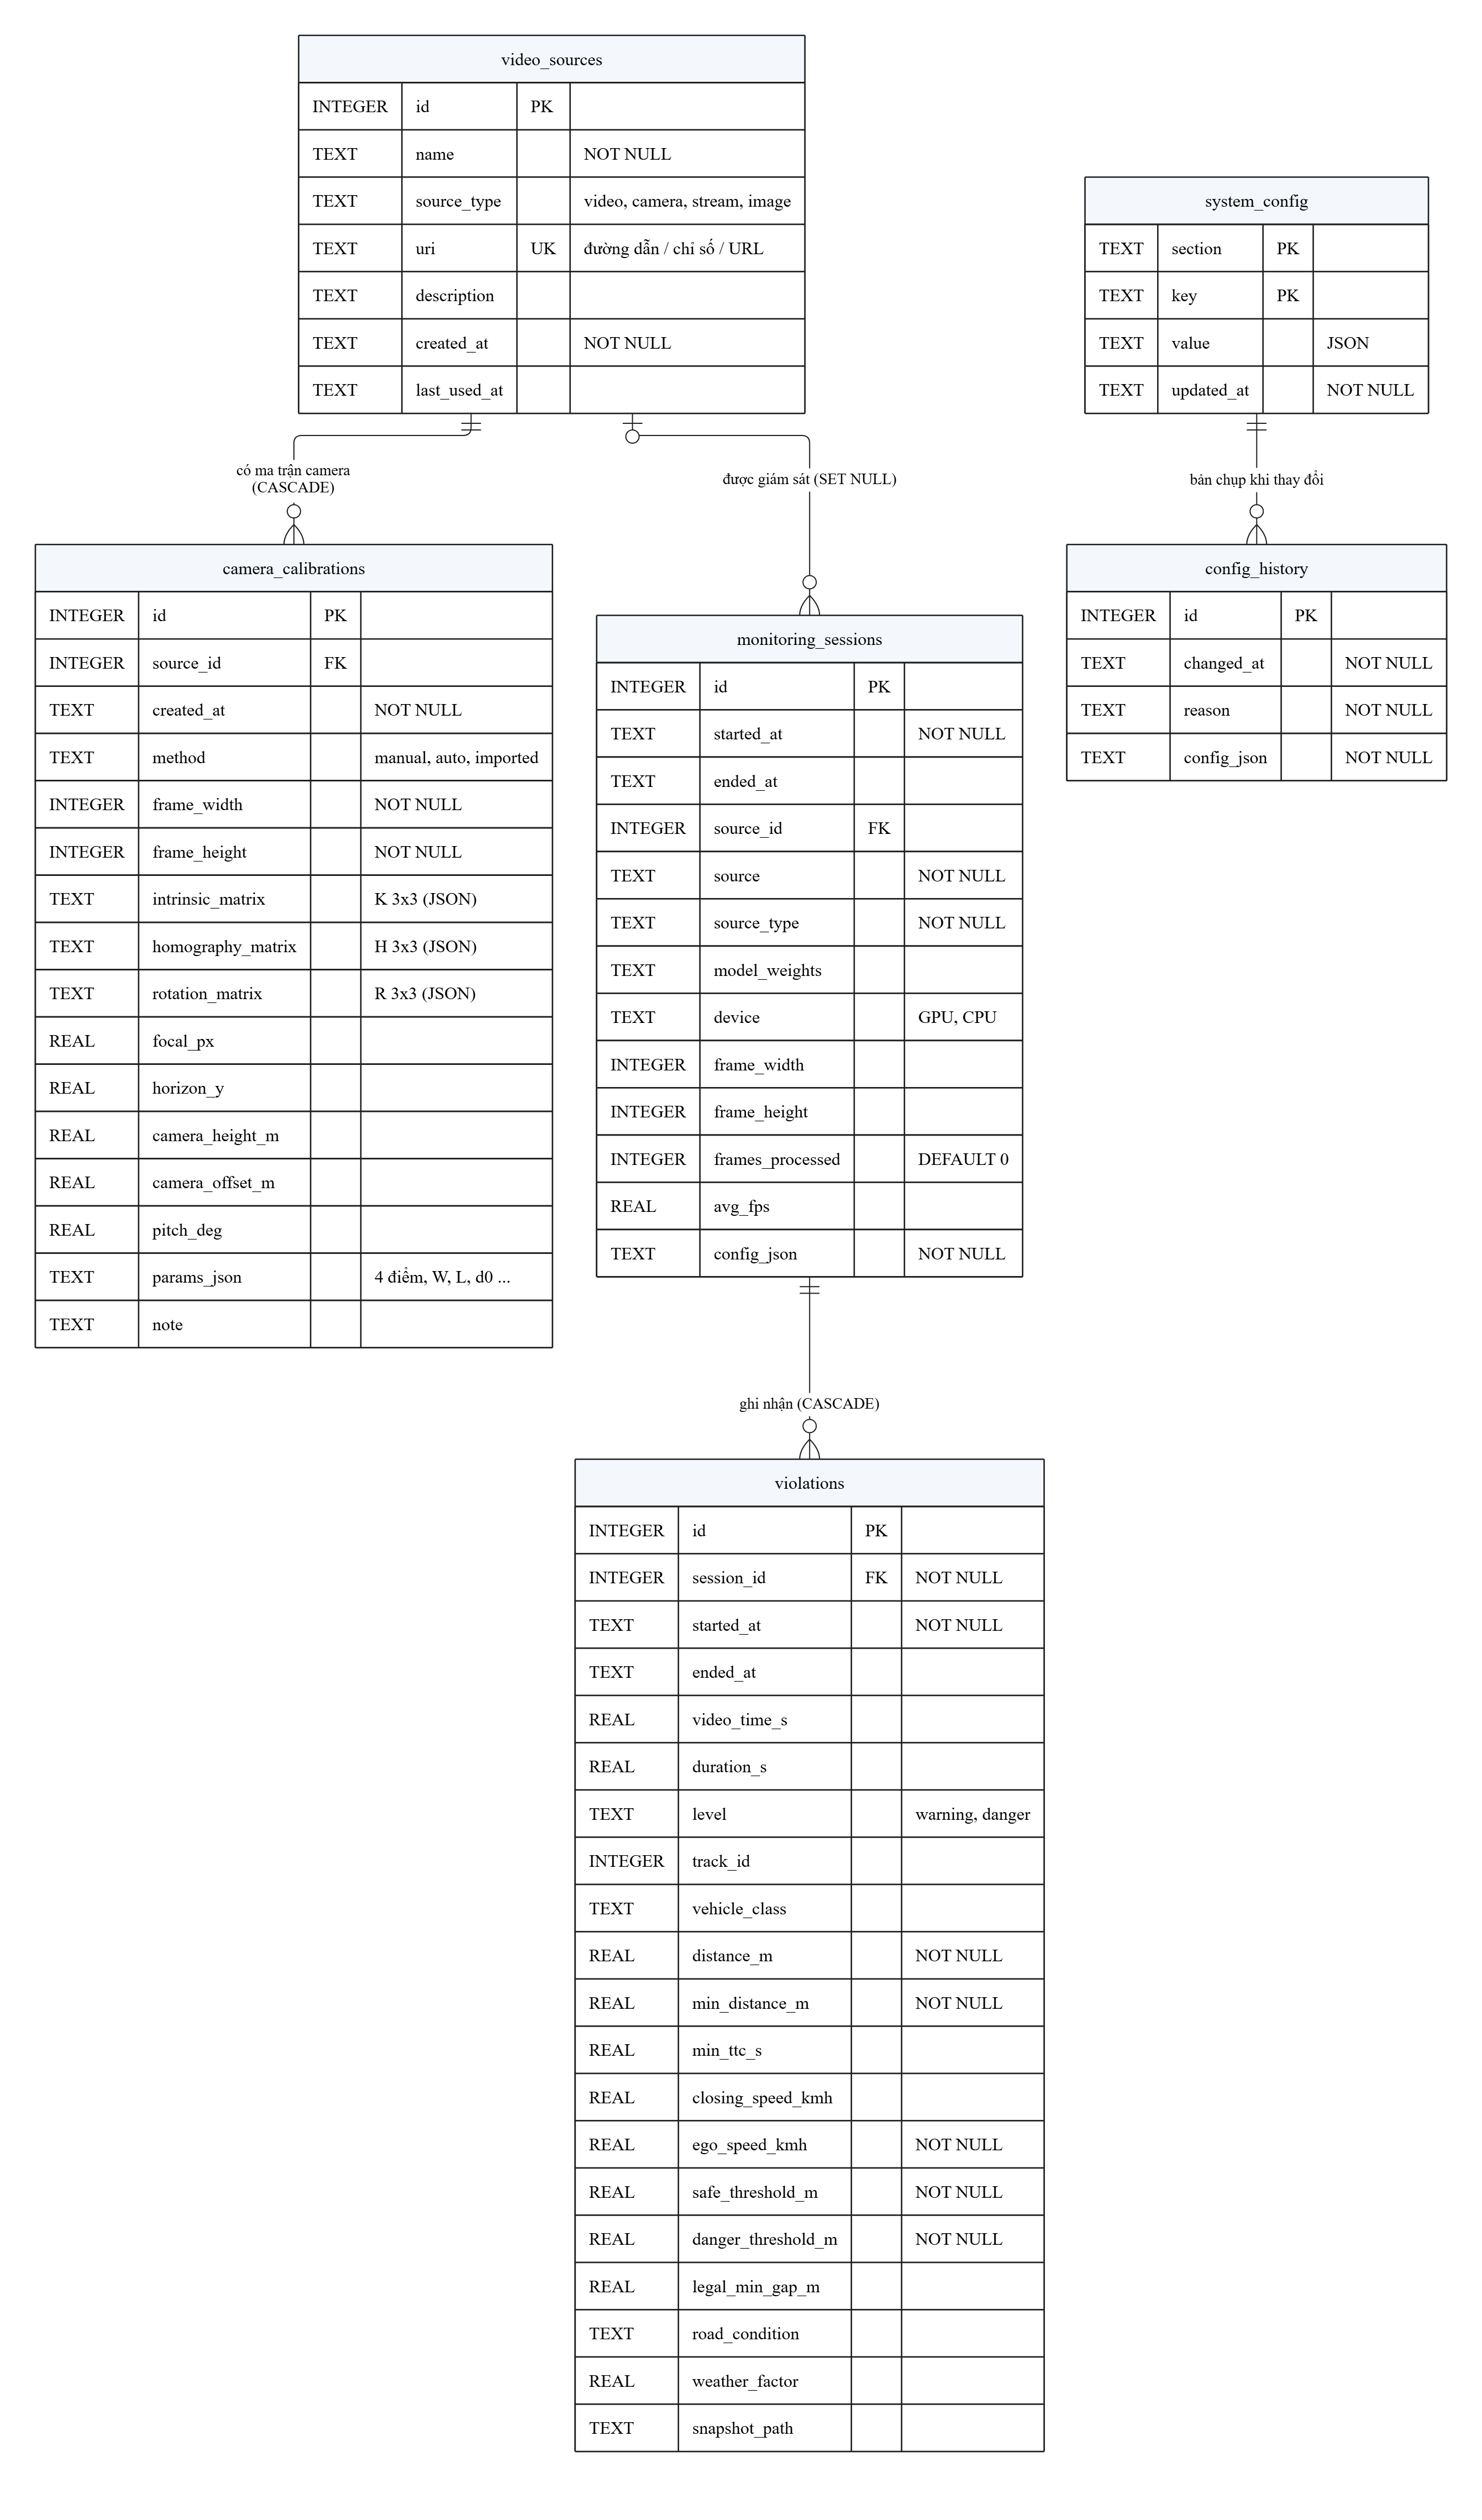 video_sources
INTEGER id PK
TEXT name NOT NULL
TEXT source_type video, camera, stream, image
TEXT uri UK đường dẫn / chỉ số / URL
TEXT description
TEXT created_at NOT NULL
TEXT last_used_at
system_config
TEXT section PK
TEXT key PK
TEXT value JSON
TEXT updated_at NOT NULL
có ma trận camera
(CASCADE)
được giám sát (SET NULL)
bản chụp khi thay đổi
camera_calibrations
INTEGER id PK
INTEGER source_id FK
TEXT created_at NOT NULL
TEXT method manual, auto, imported
INTEGER frame_width NOT NULL
INTEGER frame_height NOT NULL
TEXT intrinsic_matrix K 3x3 (JSON)
TEXT homography_matrix H 3x3 (JSON)
TEXT rotation_matrix R 3x3 (JSON)
REAL focal_px
REAL horizon_y
REAL camera_height_m
REAL camera_offset_m
REAL pitch_deg
TEXT params_json 4 điểm, W, L, d0 ...
TEXT note
monitoring_sessions
INTEGER id PK
TEXT started_at NOT NULL
TEXT ended_at
INTEGER source_id FK
TEXT source NOT NULL
TEXT source_type NOT NULL
TEXT model_weights
TEXT device GPU, CPU
INTEGER frame_width
INTEGER frame_height
INTEGER frames_processed DEFAULT 0
REAL avg_fps
TEXT config_json NOT NULL
config_history
INTEGER id PK
TEXT changed_at NOT NULL
TEXT reason NOT NULL
TEXT config_json NOT NULL
ghi nhận (CASCADE)
violations
INTEGER id PK
INTEGER session_id FK NOT NULL
TEXT started_at NOT NULL
TEXT ended_at
REAL video_time_s
REAL duration_s
TEXT level warning, danger
INTEGER track_id
TEXT vehicle_class
REAL distance_m NOT NULL
REAL min_distance_m NOT NULL
REAL min_ttc_s
REAL closing_speed_kmh
REAL ego_speed_kmh NOT NULL
REAL safe_threshold_m NOT NULL
REAL danger_threshold_m NOT NULL
REAL legal_min_gap_m
TEXT road_condition
REAL weather_factor
TEXT snapshot_path